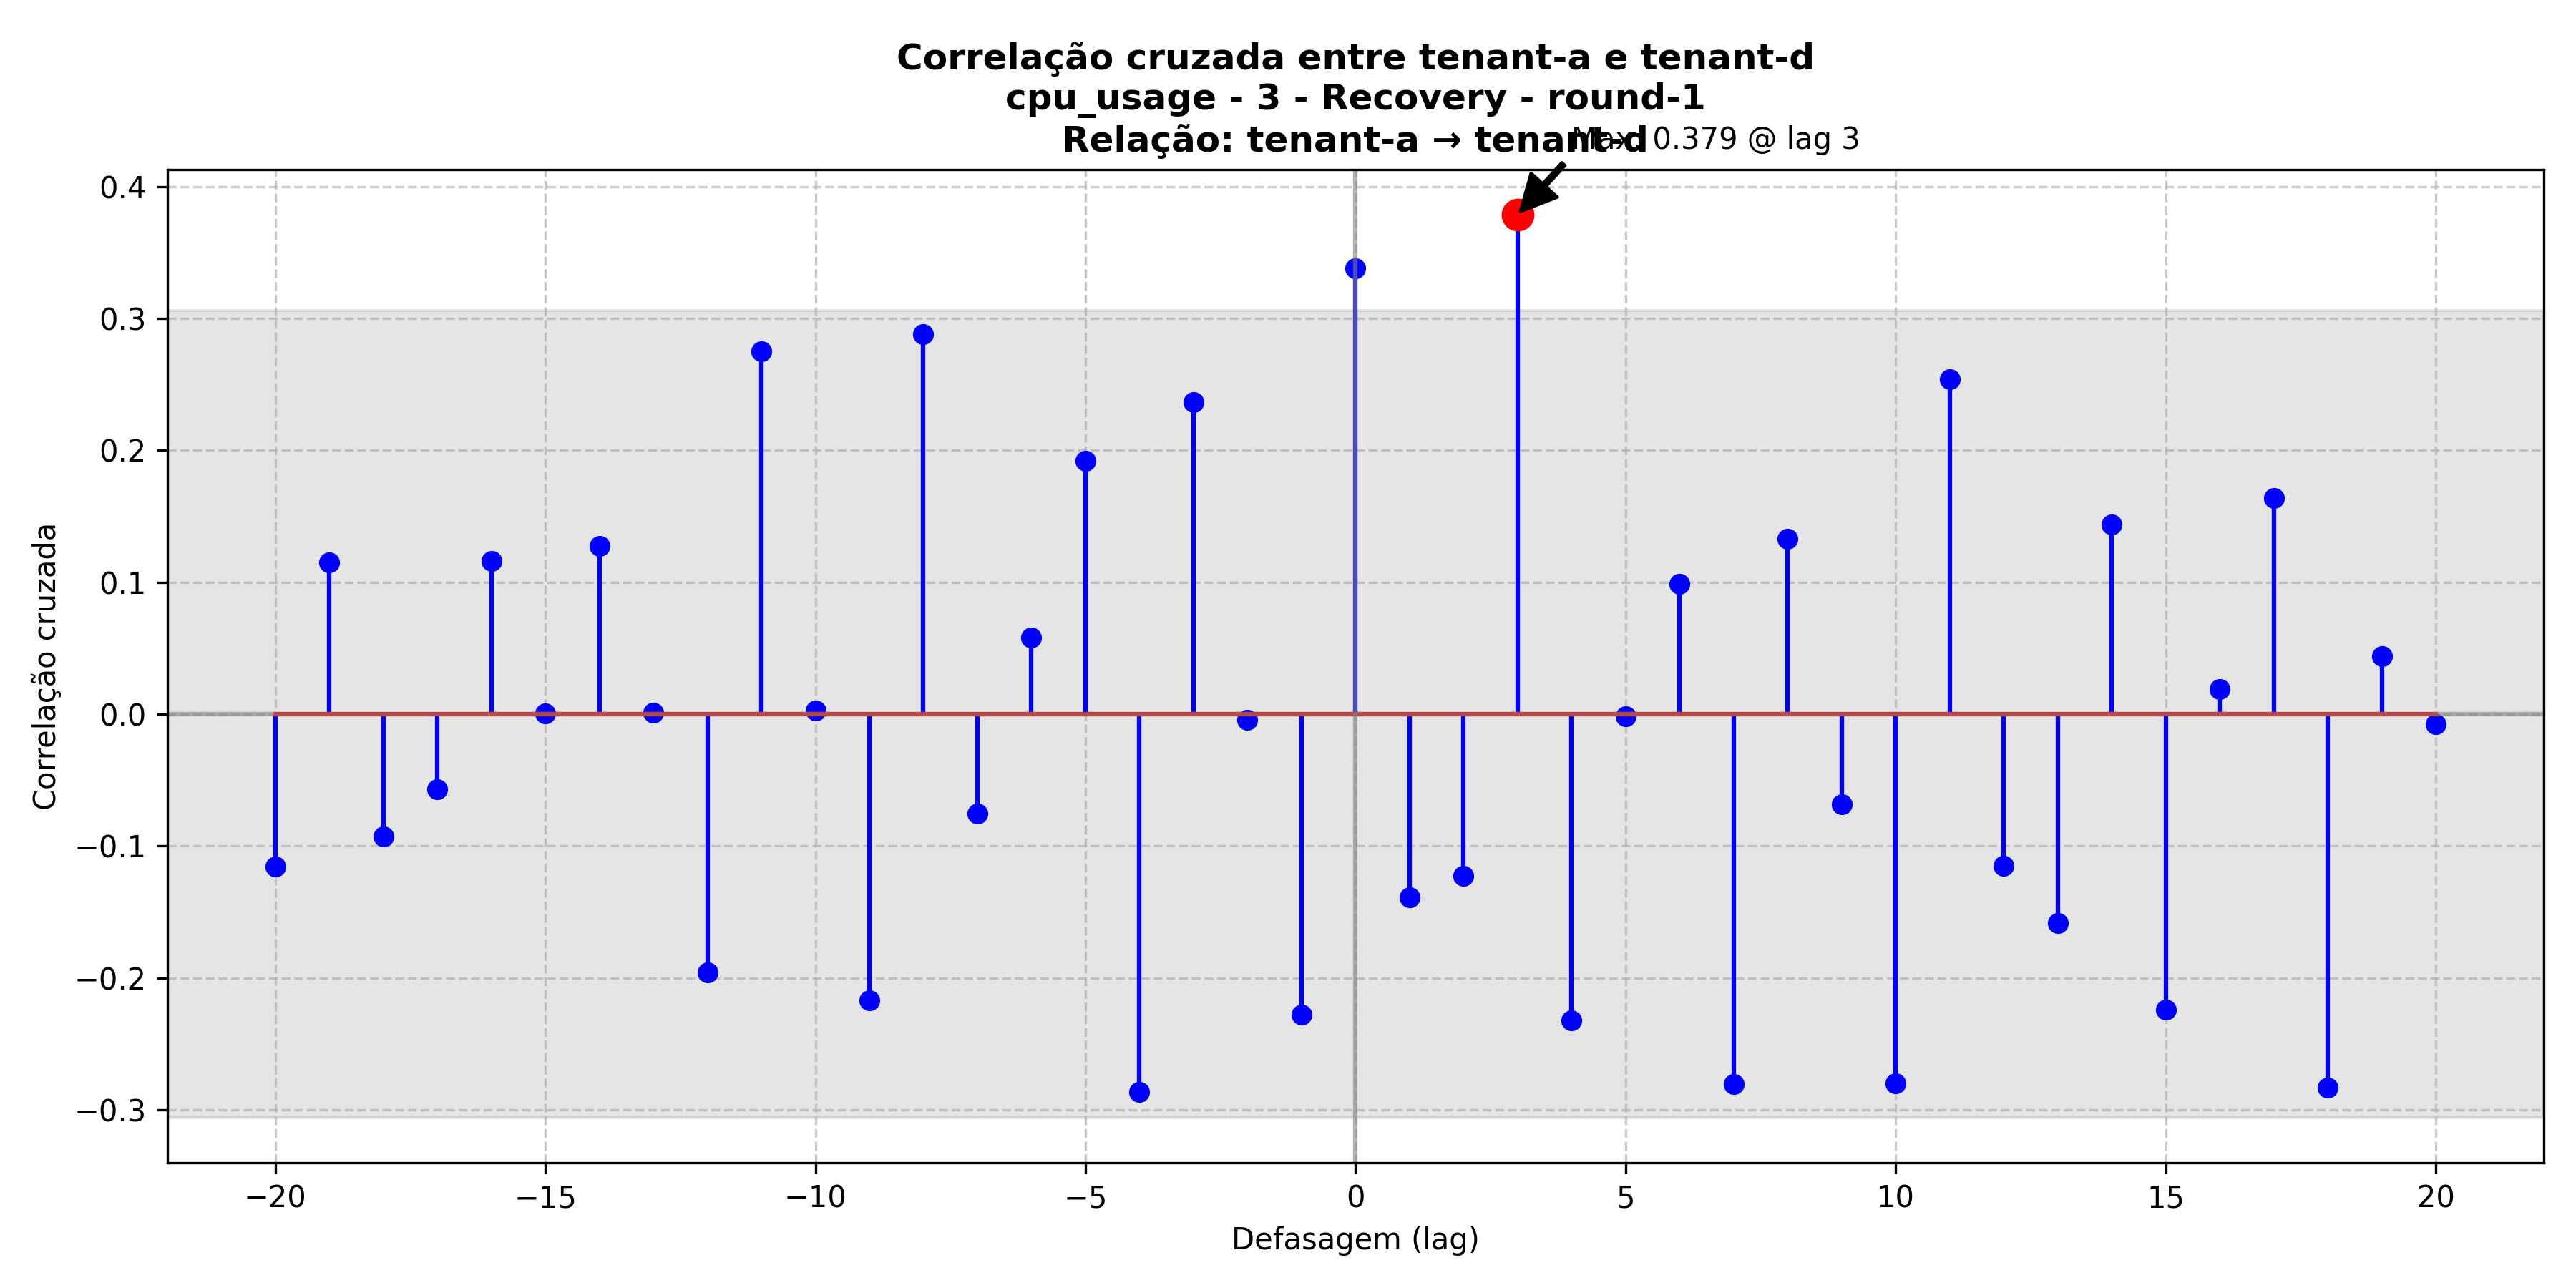 Correlação cruzada entre tenant-a e tenant-d
cpu_usage - 3 - Recovery - round-1
Relação: tenant-a → tenant-d
0.379 @ lag 3
0.4
0.3
0.2
0.1
0.0
−0.1
−0.2
−0.3
Correlação cruzada
−20
−15
−10
−5
0
5
10
15
20
Defasagem (lag)